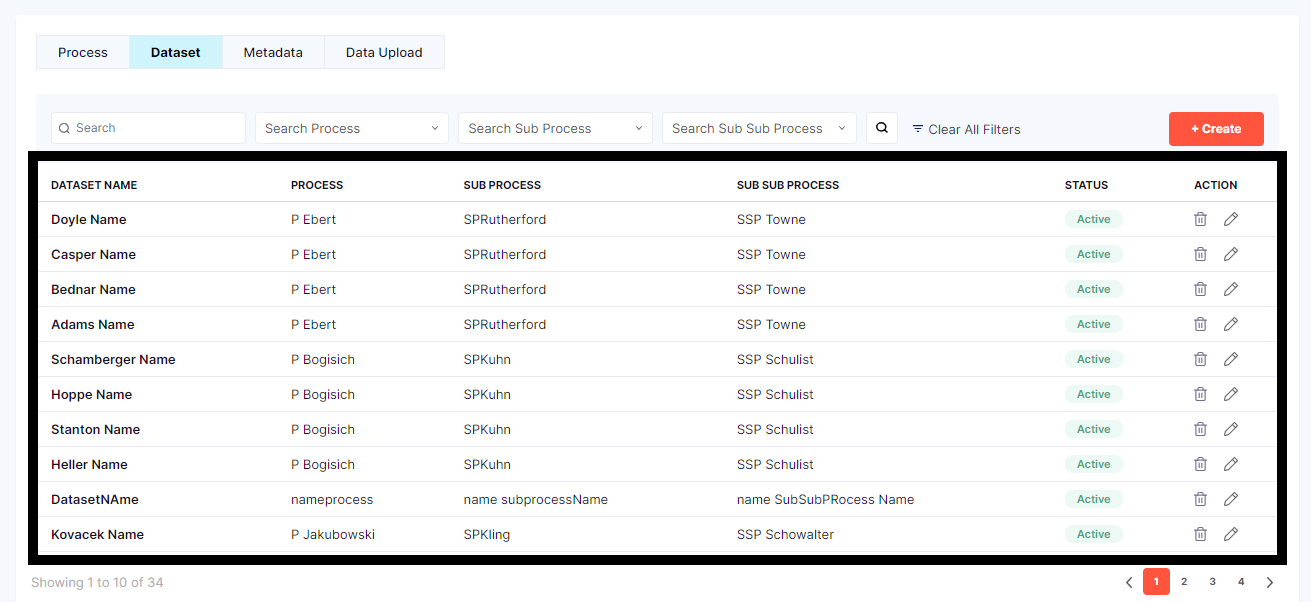 Process Dataset Metadata Data Upload
Search Search Process Search Sub Process Search Sub Sub Process Clear All Filters + Create
DATASET NAME PROCESS SUB PROCESS SUB SUB PROCESS STATUS ACTION
Doyle Name P Ebert SPRutherford SSP Towne Active
Casper Name P Ebert SPRutherford SSP Towne Active
Bednar Name P Ebert SPRutherford SSP Towne Active
Adams Name P Ebert SPRutherford SSP Towne Active
Schamberger Name P Bogisich SPKuhn SSP Schulist Active
Hoppe Name P Bogisich SPKuhn SSP Schulist Active
Stanton Name P Bogisich SPKuhn SSP Schulist Active
Heller Name P Bogisich SPKuhn SSP Schulist Active
DatasetNAme nameprocess name subprocessName name SubSubPRocess Name Active
Kovacek Name P Jakubowski SPKling SSP Schowalter Active
Showing 1 to 10 of 34 1 2 3 4